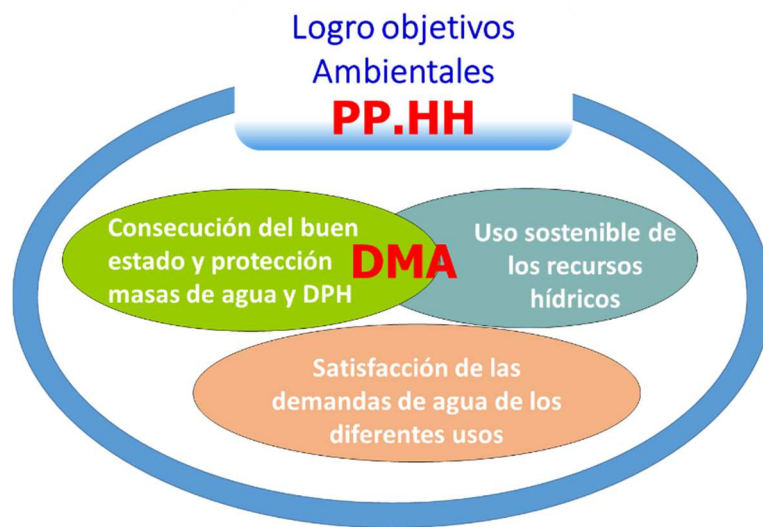 Logro objetivos
Ambientales
PP.HH
Consecución del buen
estado y protección
masas de agua y DPH
DMA
Uso sostenible de
los recursos
hídricos
Satisfacción de las
demandas de agua de los
diferentes usos